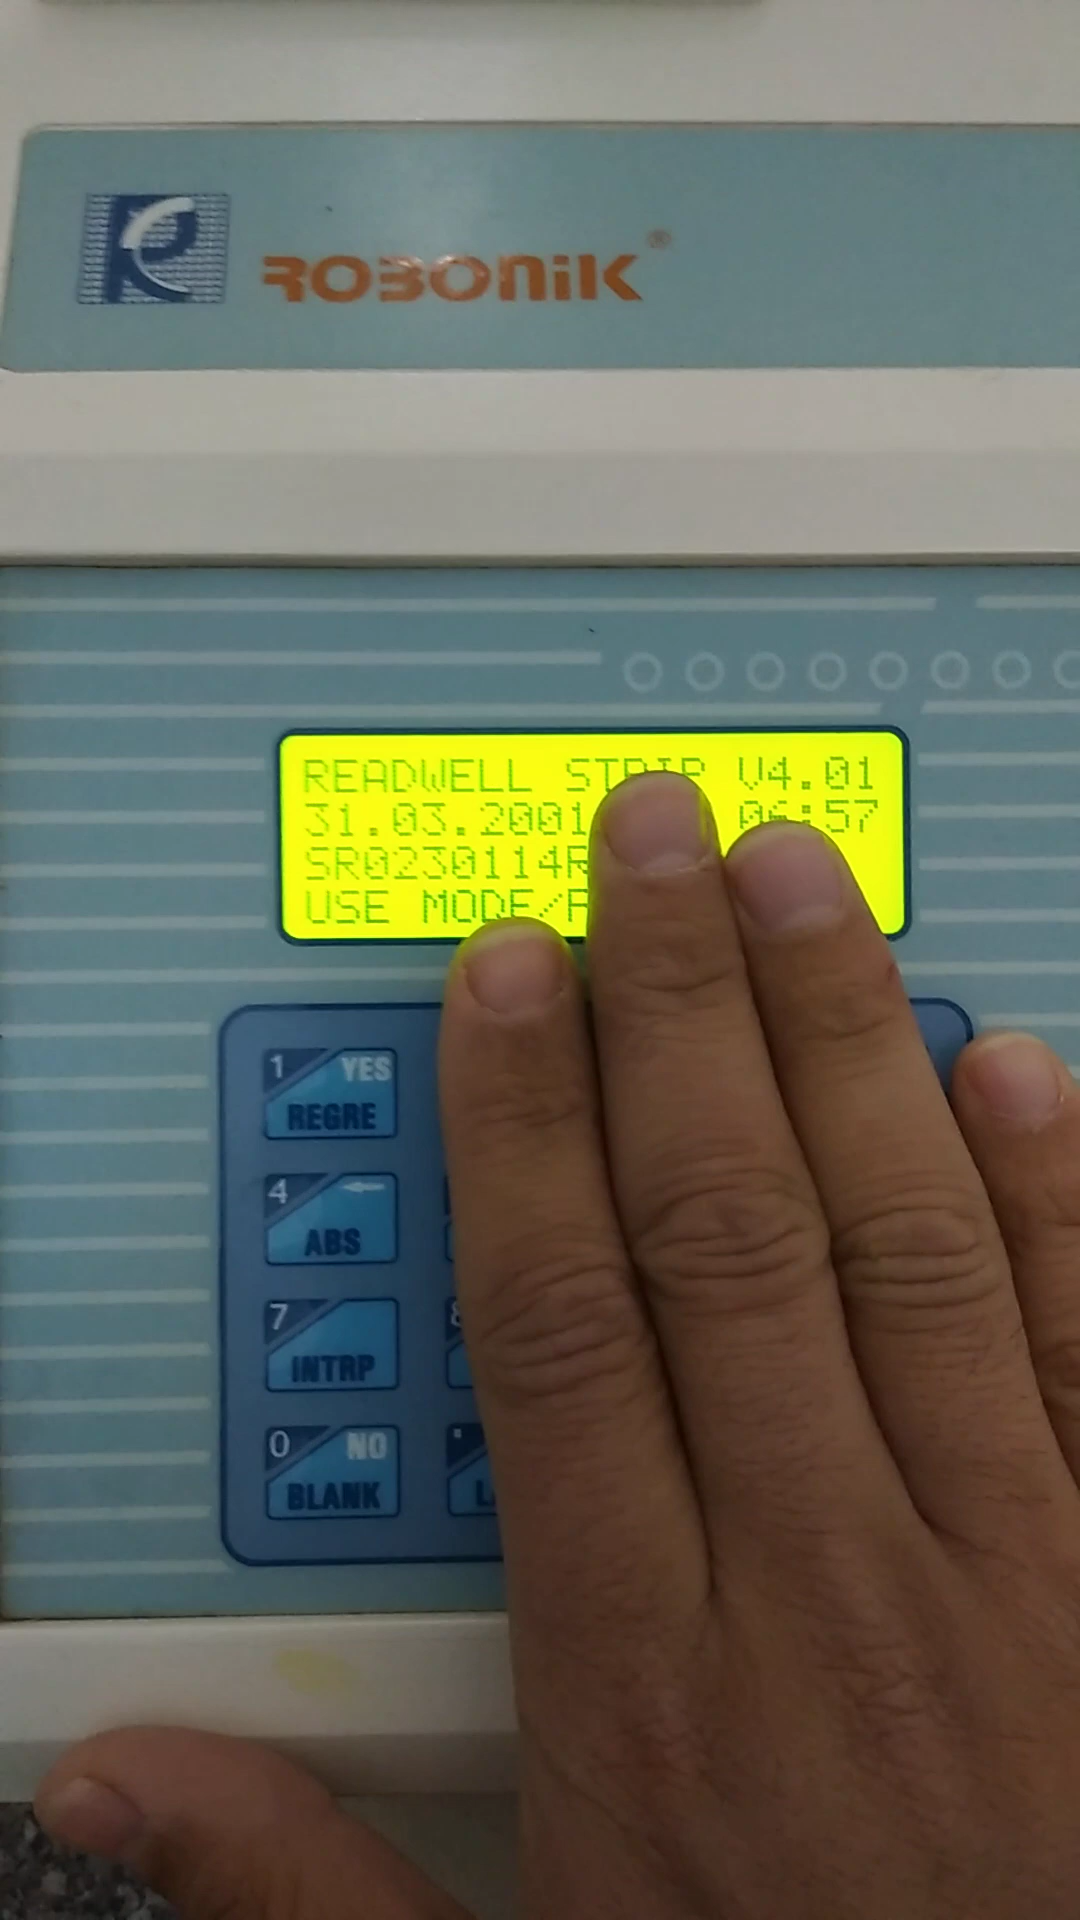 ROBONIK®
READWELL STRIP V4.01
31.03.2001 06:57
SR0230114R
USE MODE/
1 YES
REGRE
4 ←
ABS
7
INTRP
8
0 NO
BLANK
.